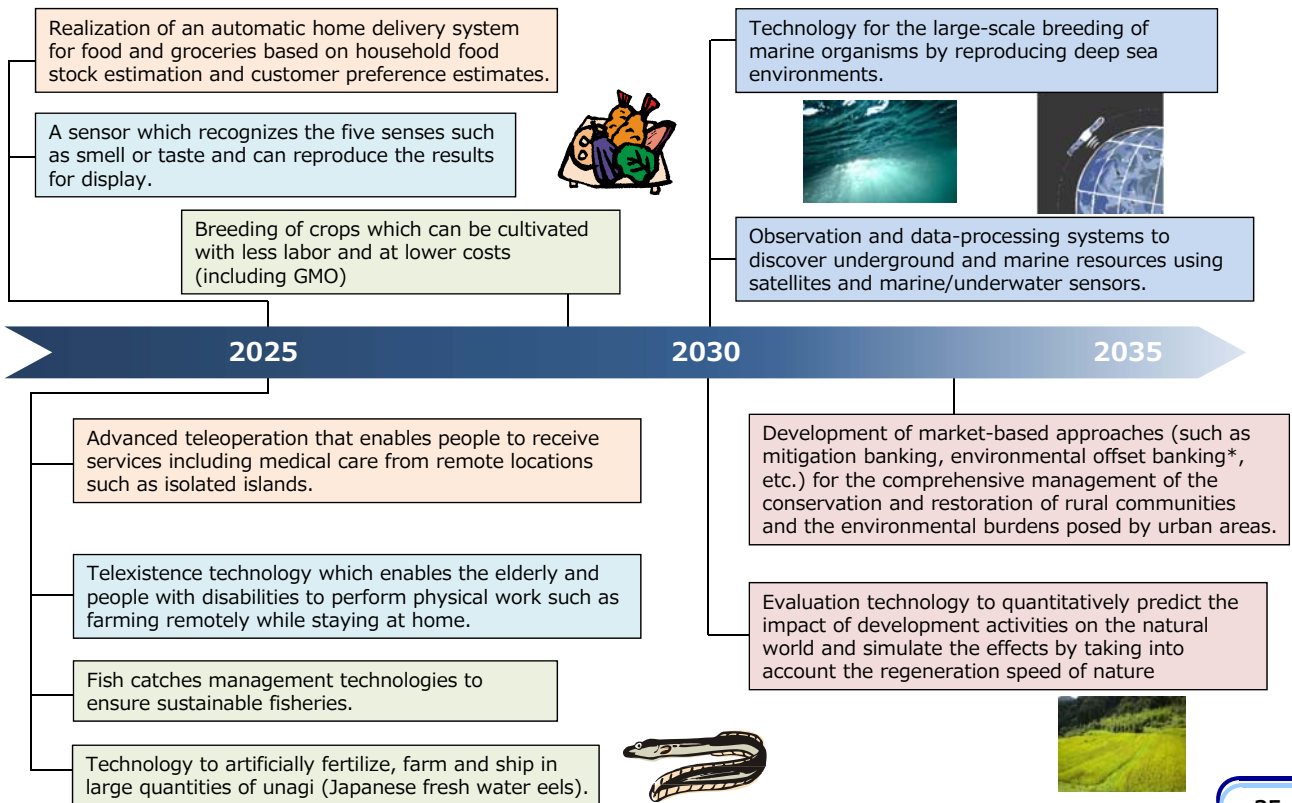 Realization of an automatic home delivery system
for food and groceries based on household food
stock estimation and customer preference estimates.
A sensor which recognizes the five senses such
as smell or taste and can reproduce the results
for display.
Breeding of crops which can be cultivated
with less labor and at lower costs
(including GMO)
Technology for the large-scale breeding of
marine organisms by reproducing deep sea
environments.
Observation and data-processing systems to
discover underground and marine resources using
satellites and marine/underwater sensors.
2025
2030
2035
Advanced teleoperation that enables people to receive
services including medical care from remote locations
such as isolated islands.
Telexistence technology which enables the elderly and
people with disabilities to perform physical work such as
farming remotely while staying at home.
Fish catches management technologies to
ensure sustainable fisheries.
Technology to artificially fertilize, farm and ship in
large quantities of unagi (Japanese fresh water eels).
Development of market-based approaches (such as
mitigation banking, environmental offset banking*,
etc.) for the comprehensive management of the
conservation and restoration of rural communities
and the environmental burdens posed by urban areas.
Evaluation technology to quantitatively predict the
impact of development activities on the natural
world and simulate the effects by taking into
account the regeneration speed of nature